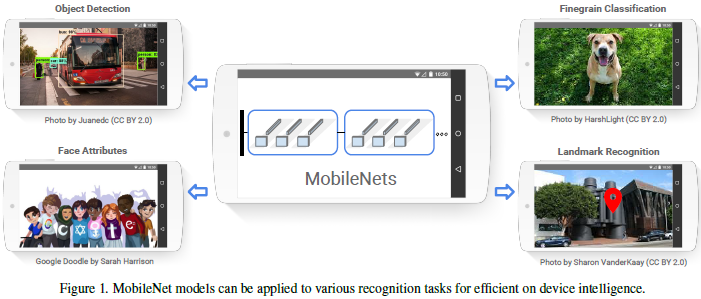 Object Detection
Finegrain Classification
10:50
MobileNets
Photo by Juanedc (CC BY 2.0)
Photo by HarshLight (CC BY 2.0)
Face Attributes
Landmark Recognition
Google Doodle by Sarah Harrison
Photo by Sharon VanderKaay (CC BY 2.0)
Figure 1. MobileNet models can be applied to various recognition tasks for efficient on device intelligence.